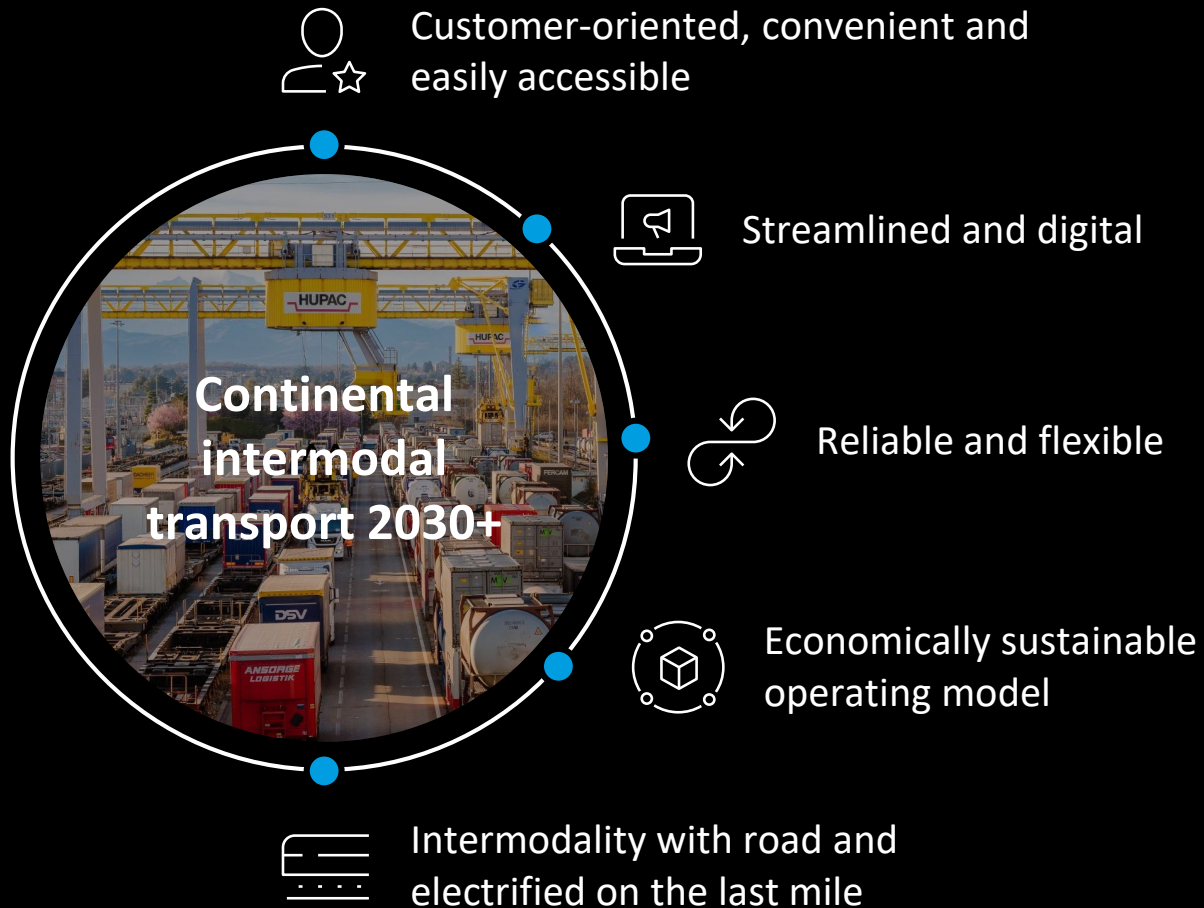 Customer-oriented, convenient and
easily accessible
Streamlined and digital
HUPAC
HUPAC
Continental
intermodal
transport 2030+
Reliable and flexible
FERCAM
DSV
ANSORGE
LOGISTIK
Economically sustainable
operating model
Intermodality with road and
electrified on the last mile